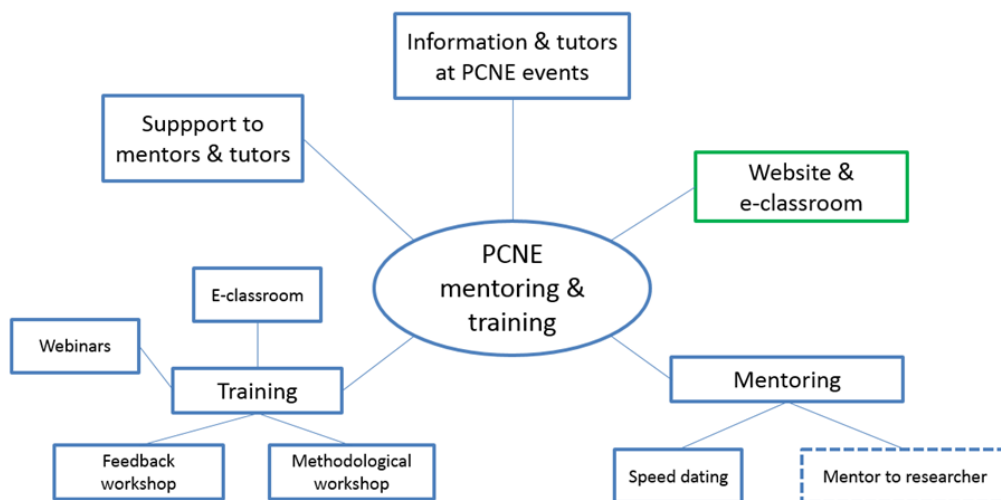 Information & tutors
at PCNE events
Suppport to
mentors & tutors
Website &
e-classroom
PCNE
mentoring &
training
E-classroom
Webinars
Training
Mentoring
Feedback
workshop
Methodological
workshop
Speed dating
Mentor to researcher